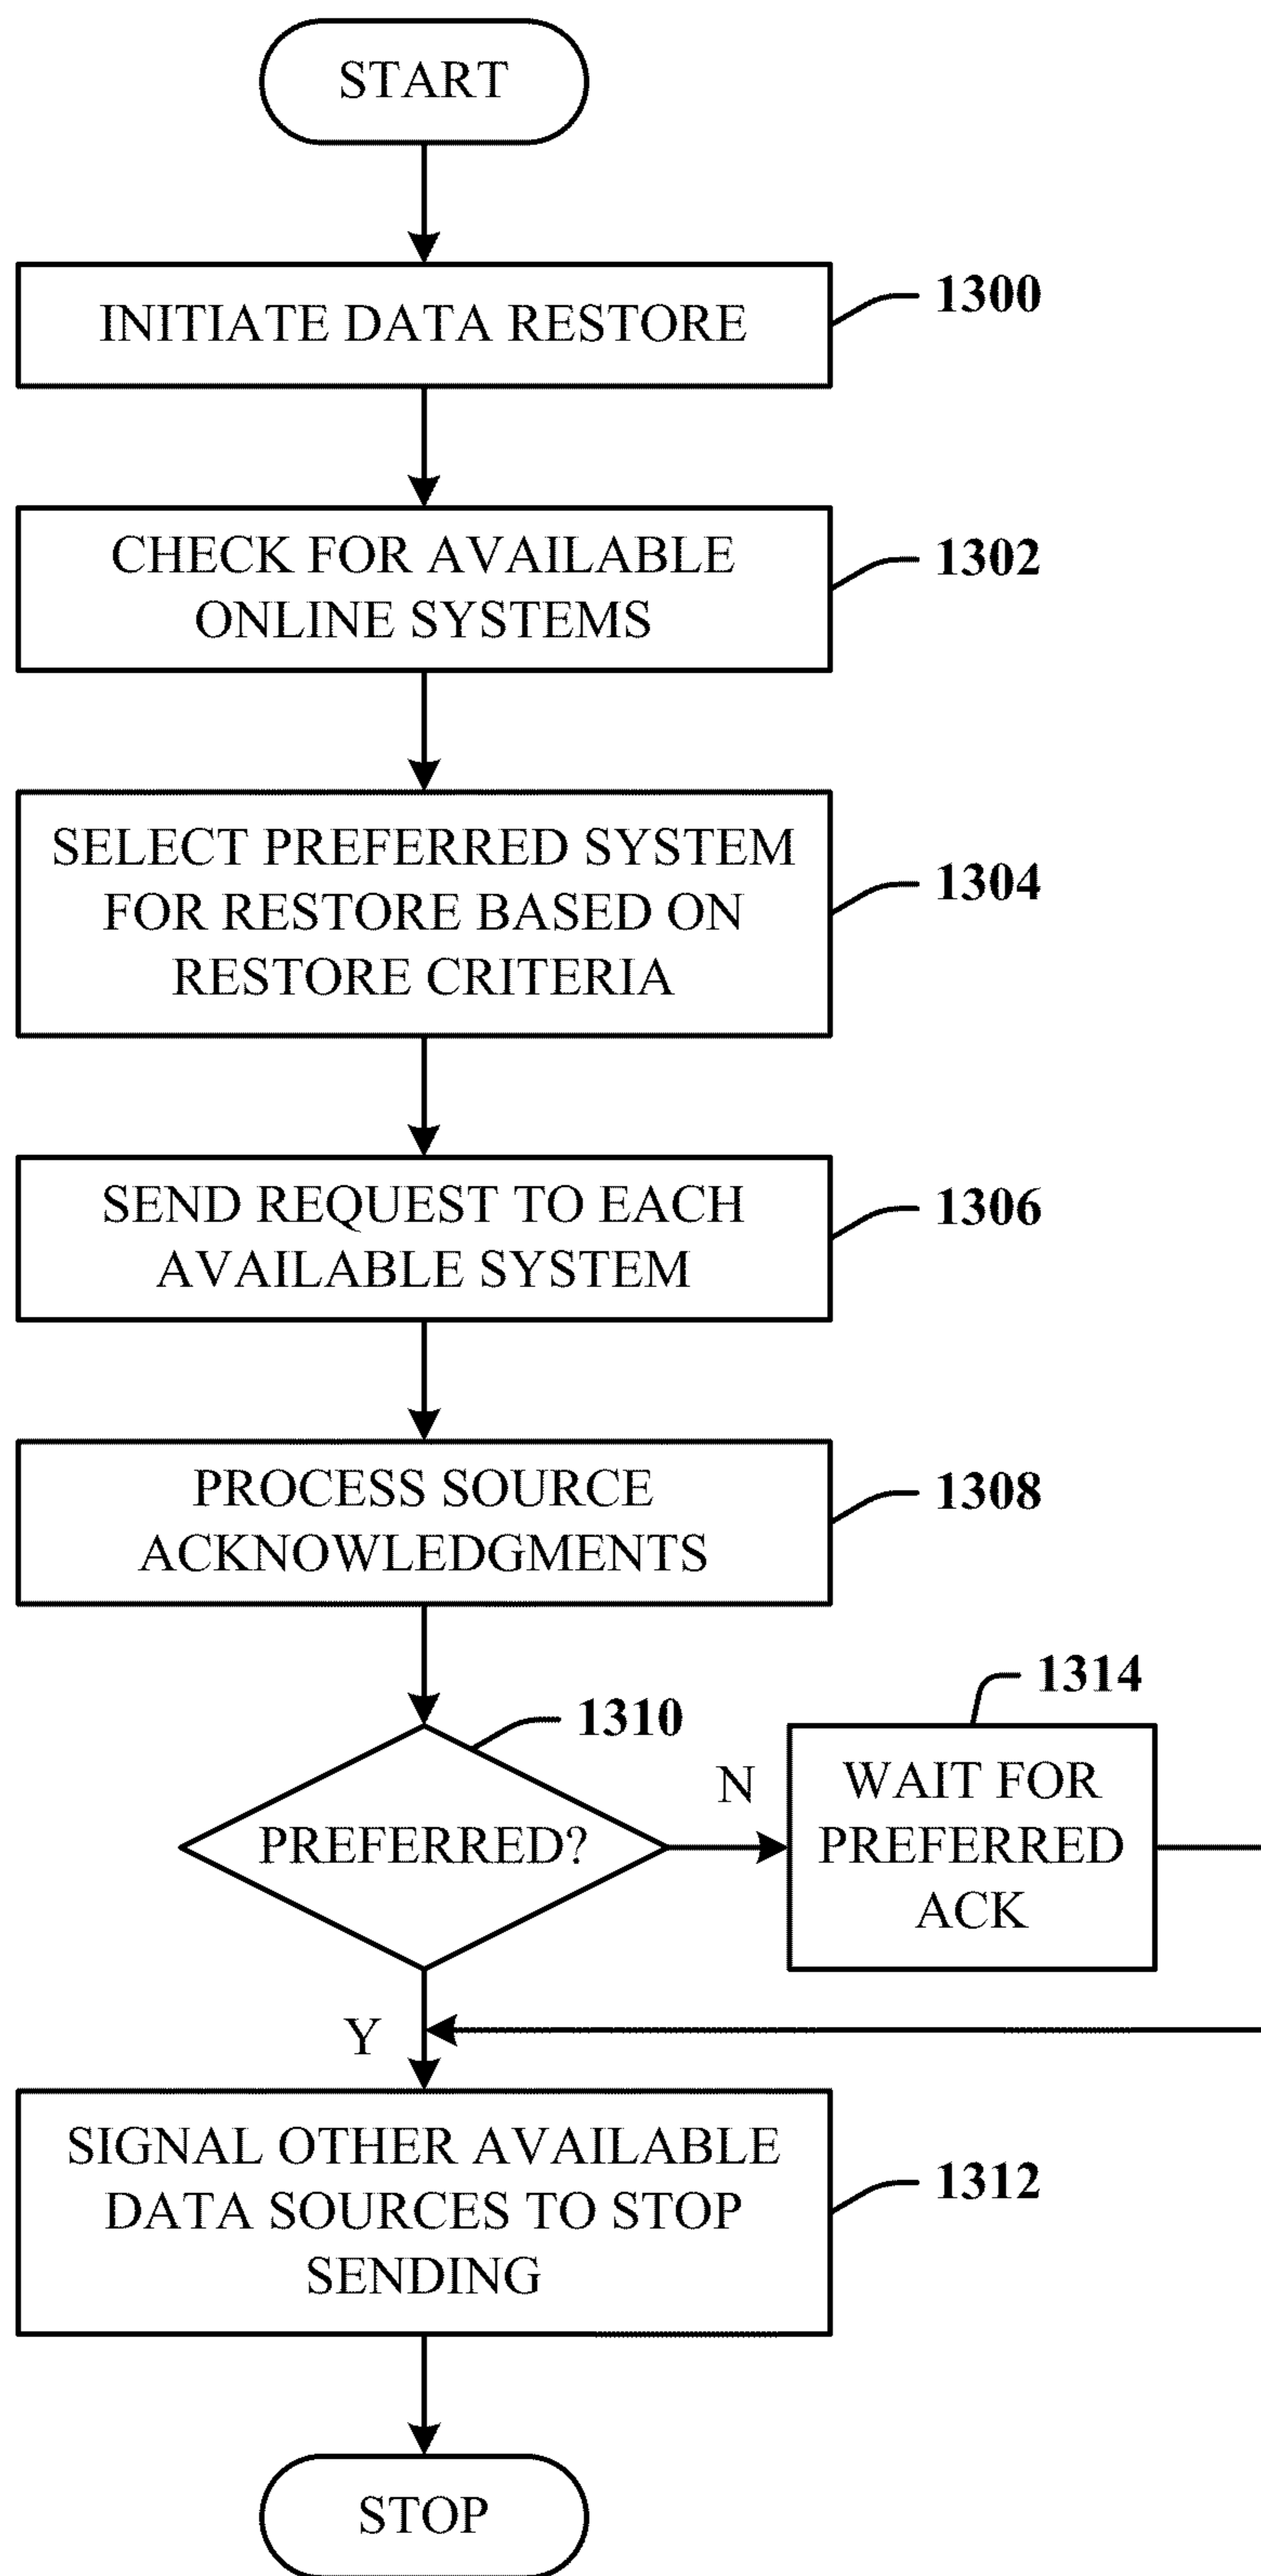 START
INITIATE DATA RESTORE
1300
CHECK FOR AVAILABLE
ONLINE SYSTEMS
1302
SELECT PREFERRED SYSTEM
FOR RESTORE BASED ON
RESTORE CRITERIA
1304
SEND REQUEST TO EACH
AVAILABLE SYSTEM
1306
PROCESS SOURCE
ACKNOWLEDGMENTS
1308
1310
PREFERRED?
N
1314
WAIT FOR
PREFERRED
ACK
Y
SIGNAL OTHER AVAILABLE
DATA SOURCES TO STOP
SENDING
1312
STOP